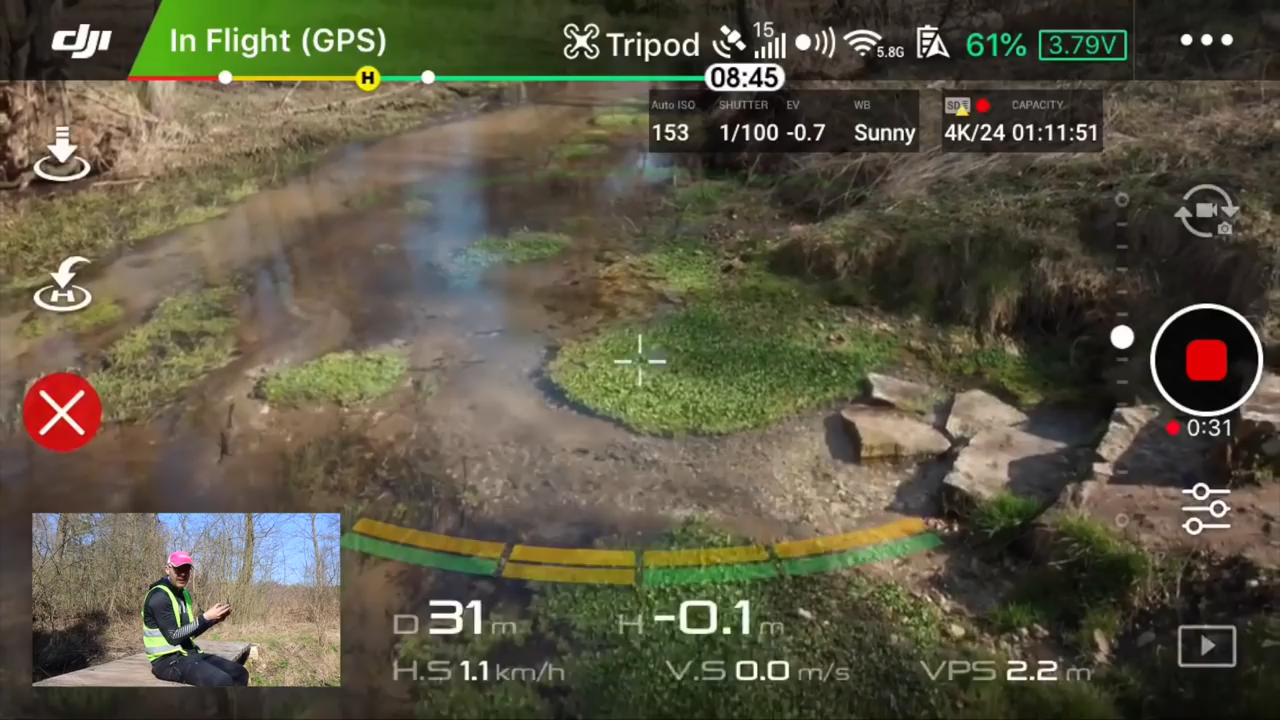 dji In Flight (GPS) Tripod 15 5.8G 61% 3.79V
H 08:45
Auto ISO SHUTTER EV WB SD CAPACITY
153 1/100 -0.7 Sunny 4K/24 01:11:51
H
0:31
D 31 m H -0.1 m
H.S 1.1 km/h V.S 0.0 m/s VPS 2.2 m